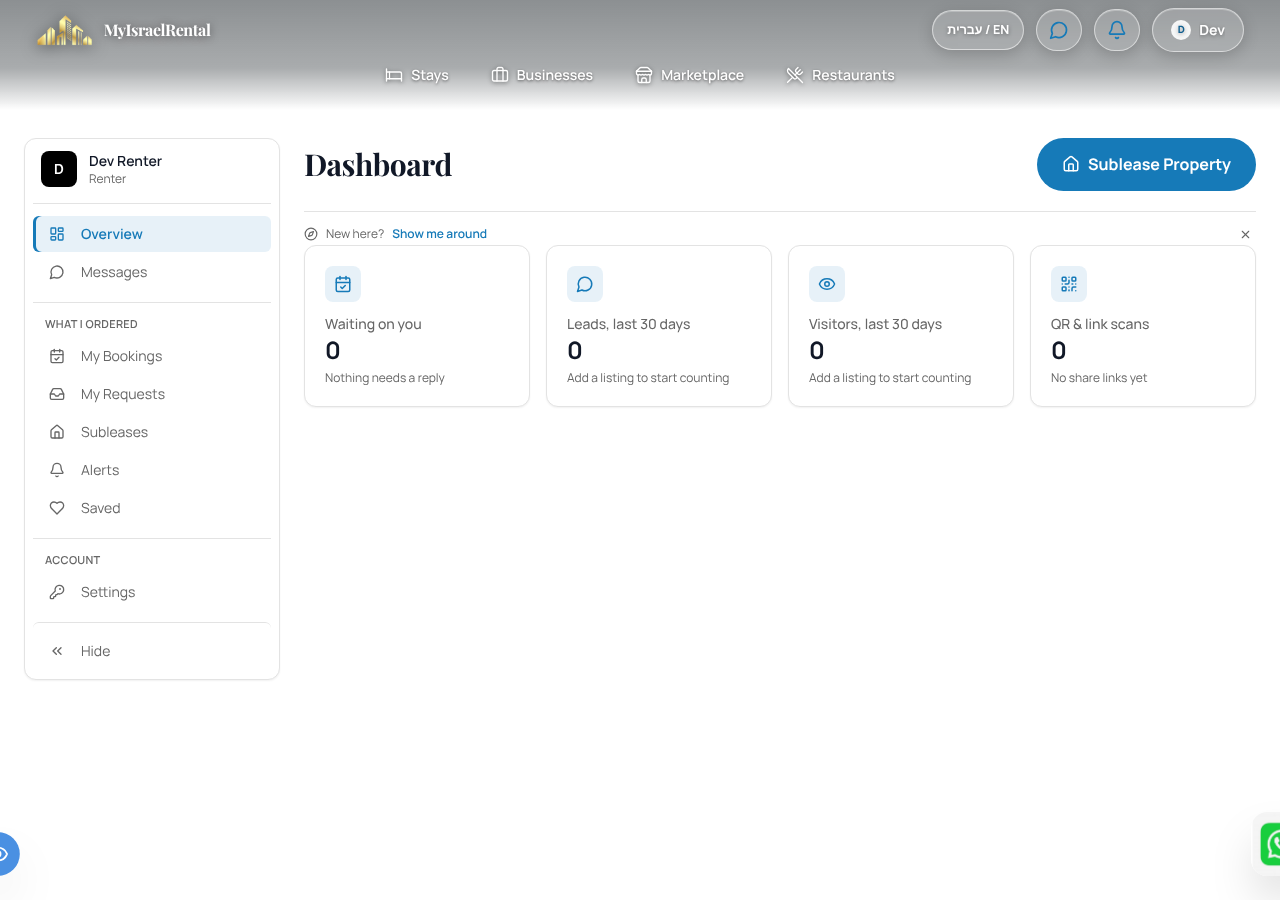 MyIsraelRental
עברית / EN
D Dev
Stays
Businesses
Marketplace
Restaurants
D
Dev Renter
Renter
Overview
Messages
WHAT I ORDERED
My Bookings
My Requests
Subleases
Alerts
Saved
ACCOUNT
Settings
Hide
Dashboard
Sublease Property
New here? Show me around
Waiting on you
0
Nothing needs a reply
Leads, last 30 days
0
Add a listing to start counting
Visitors, last 30 days
0
Add a listing to start counting
QR & link scans
0
No share links yet